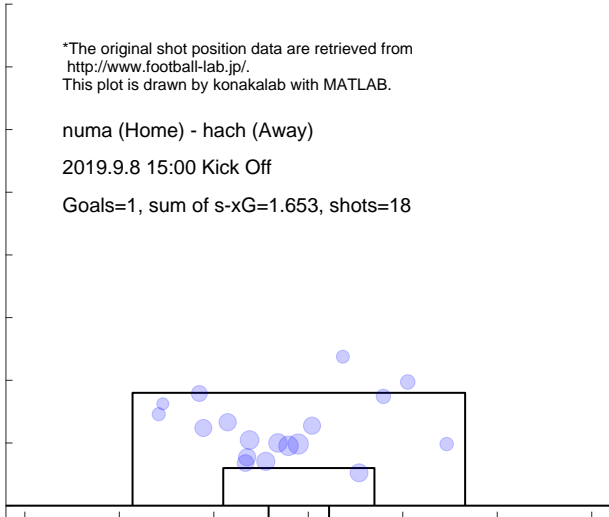 *The original shot position data are retrieved from
http://www.football-lab.jp/.
This plot is drawn by konakalab with MATLAB.
numa (Home) - hach (Away)
2019.9.8 15:00 Kick Off
Goals=1, sum of s-xG=1.653, shots=18